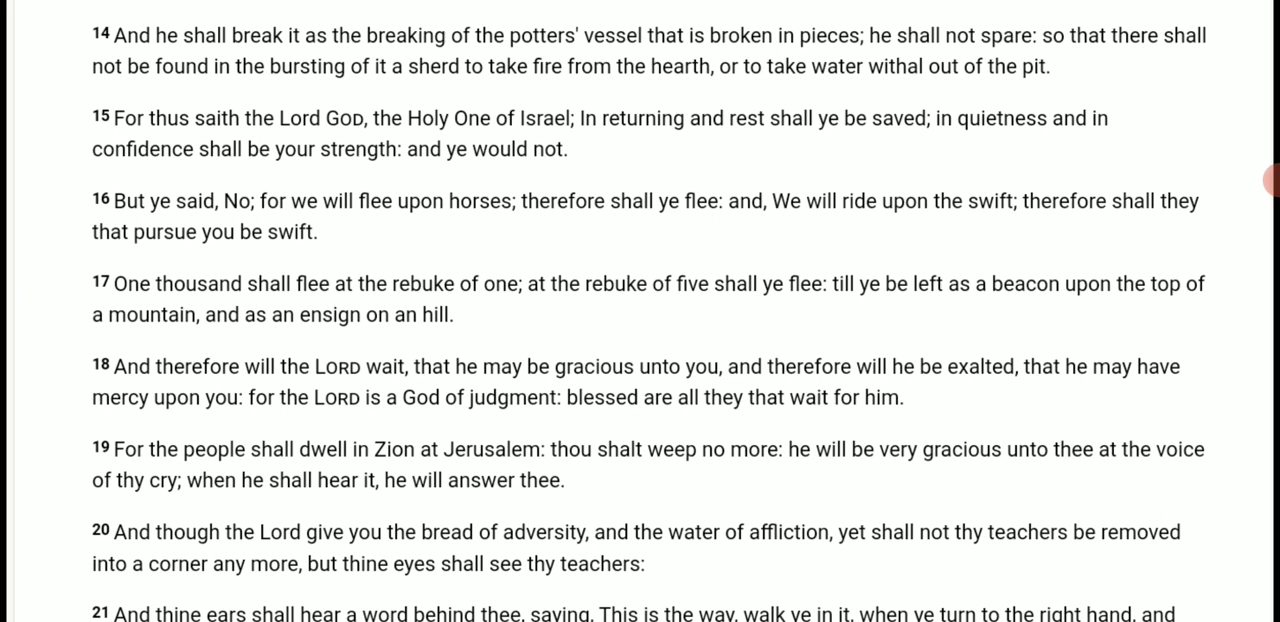 14 And he shall break it as the breaking of the potters' vessel that is broken in pieces; he shall not spare: so that there shall
not be found in the bursting of it a sherd to take fire from the hearth, or to take water withal out of the pit.
15 For thus saith the Lord GOD, the Holy One of Israel; In returning and rest shall ye be saved; in quietness and in
confidence shall be your strength: and ye would not.
16 But ye said, No; for we will flee upon horses; therefore shall ye flee: and, We will ride upon the swift; therefore shall they
that pursue you be swift.
17 One thousand shall flee at the rebuke of one; at the rebuke of five shall ye flee: till ye be left as a beacon upon the top of
a mountain, and as an ensign on an hill.
18 And therefore will the LORD wait, that he may be gracious unto you, and therefore will he be exalted, that he may have
mercy upon you: for the LORD is a God of judgment: blessed are all they that wait for him.
19 For the people shall dwell in Zion at Jerusalem: thou shalt weep no more: he will be very gracious unto thee at the voice
of thy cry; when he shall hear it, he will answer thee.
20 And though the Lord give you the bread of adversity, and the water of affliction, yet shall not thy teachers be removed
into a corner any more, but thine eyes shall see thy teachers:
21 And thine ears shall hear a word behind thee, saying, This is the way, walk ye in it, when ye turn to the right hand, and